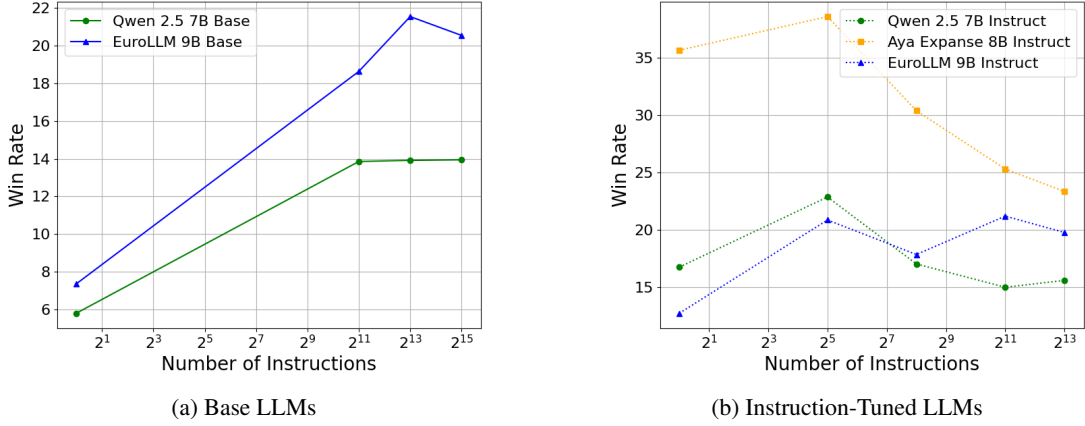 22
20
18
16
14
12
10
8
6
Win Rate
Qwen 2.5 7B Base
EuroLLM 9B Base
2^1 2^3 2^5 2^7 2^9 2^11 2^13 2^15
Number of Instructions
(a) Base LLMs
35
30
25
20
15
Win Rate
Qwen 2.5 7B Instruct
Aya Expanse 8B Instruct
EuroLLM 9B Instruct
2^1 2^3 2^5 2^7 2^9 2^11 2^13
Number of Instructions
(b) Instruction-Tuned LLMs